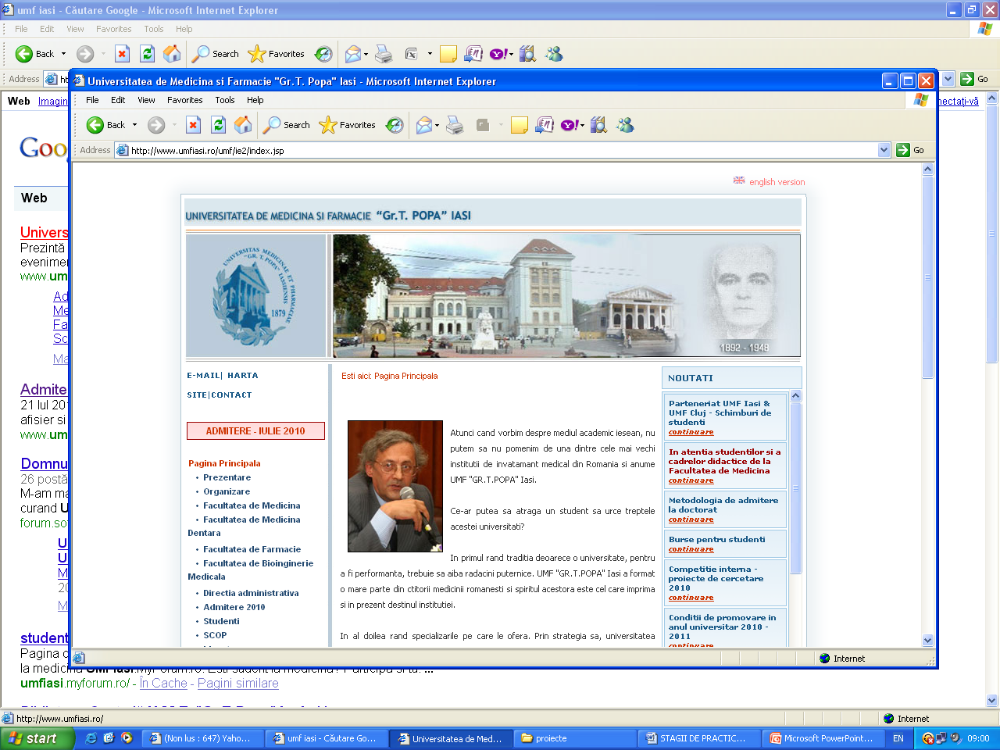 umf iasi - Căutare Google - Microsoft Internet Explorer
File Edit View Favorites Tools Help
Back Search Favorites
Address Go
Web Imagin nectați-vă
Goo
Web
Univers
Prezintă
evenimer
www.um
Ad
Me
Fa
Sc
Ma
Admite
21 Iul 201
afisier si
www.um
Domnu
26 postă
M-am ma
curand U
forum.sof
U
U
M
20
M
student
Pagina c
la medicina UMF Iasi.MyForum.ro. Esti student la medicina? Participa si tu. ...
umfiasi.myforum.ro/ - În Cache - Pagini similare
Universitatea de Medicina si Farmacie "Gr.T. Popa" Iasi - Microsoft Internet Explorer
File Edit View Favorites Tools Help
Back Search Favorites
Address http://www.umfiasi.ro/umf/ie2/index.jsp Go
english version
UNIVERSITATEA DE MEDICINA SI FARMACIE “Gr.T. POPA” IASI
UNIVERSITAS MEDICINAE ET PHARMACIAE "GR.T. POPA" IASSIENSIS
1879
1892 - 1948
E-MAIL| HARTA
SITE|CONTACT
ADMITERE - IULIE 2010
Pagina Principala
• Prezentare
• Organizare
• Facultatea de Medicina
• Facultatea de Medicina
Dentara
• Facultatea de Farmacie
• Facultatea de Bioinginerie
Medicala
• Directia administrativa
• Admitere 2010
• Studenti
• SCOP
Esti aici: Pagina Principala
Atunci cand vorbim despre mediul academic iesean, nu
putem sa nu pomenim de una dintre cele mai vechi
institutii de invatamant medical din Romania si anume
UMF "GR.T.POPA" Iasi.
Ce-ar putea sa atraga un student sa urce treptele
acestei universitati?
In primul rand traditia deoarece o universitate, pentru
a fi performanta, trebuie sa aiba radacini puternice. UMF "GR.T.POPA" Iasi a format
o mare parte din ctitorii medicinii romanesti si spiritul acestora este cel care imprima
si in prezent destinul institutiei.
In al doilea rand specializarile pe care le ofera. Prin strategia sa, universitatea
NOUTATI
Parteneriat UMF Iasi &
UMF Cluj - Schimburi de
studenti
continuare
In atentia studentilor si a
cadrelor didactice de la
Facultatea de Medicina
continuare
Metodologia de admitere
la doctorat
continuare
Burse pentru studenti
continuare
Competitie interna -
proiecte de cercetare
2010
continuare
Conditii de promovare in
anul universitar 2010 -
2011
continuare
Internet
http://www.umfiasi.ro/ Internet
start (Non lus : 647) Yaho... umf iasi - Căutare Go... Universitatea de Med... proiecte STAGII DE PRACTIC... Microsoft PowerPoint... EN 09:00